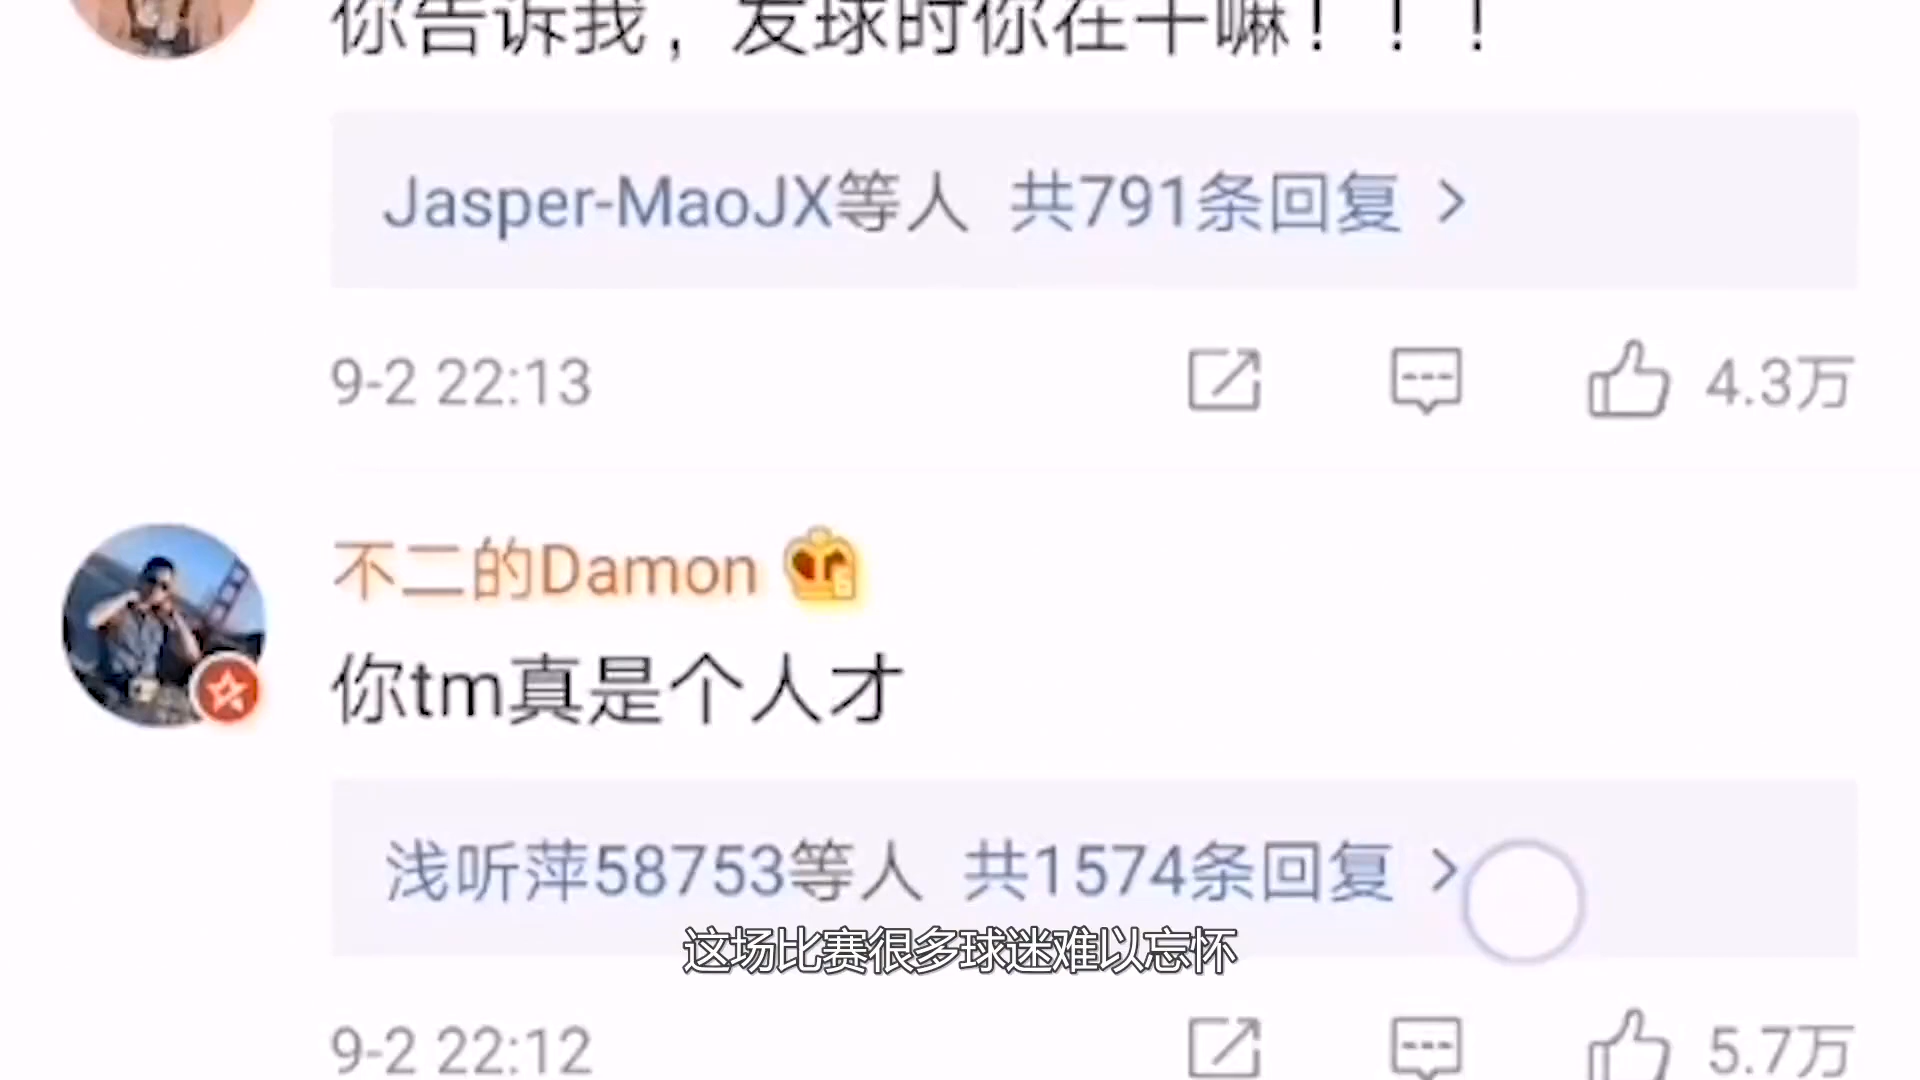 你告诉我，发球时你在干嘛！！！
Jasper-MaoJX等人 共791条回复 >
9-2 22:13 4.3万
不二的Damon
你tm真是个人才
浅听萍58753等人 共1574条回复 >
这场比赛很多球迷难以忘怀
9-2 22:12 5.7万